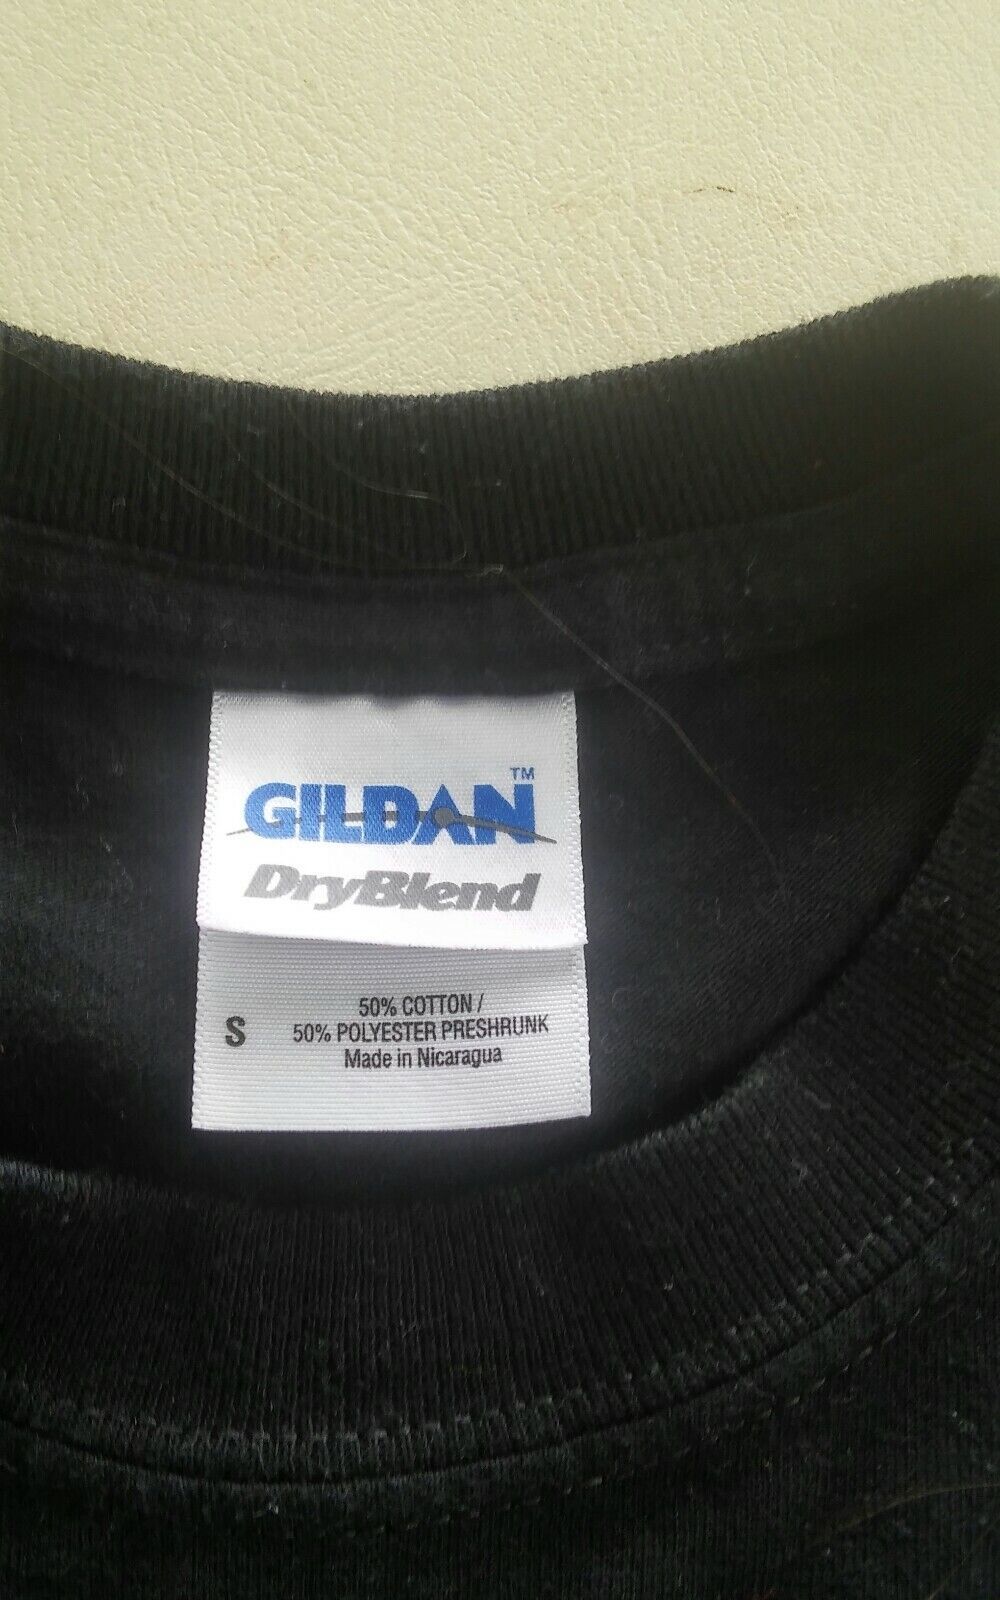 GILDAN™
DryBlend
S
50% COTTON /
50% POLYESTER PRESHRUNK
Made in Nicaragua